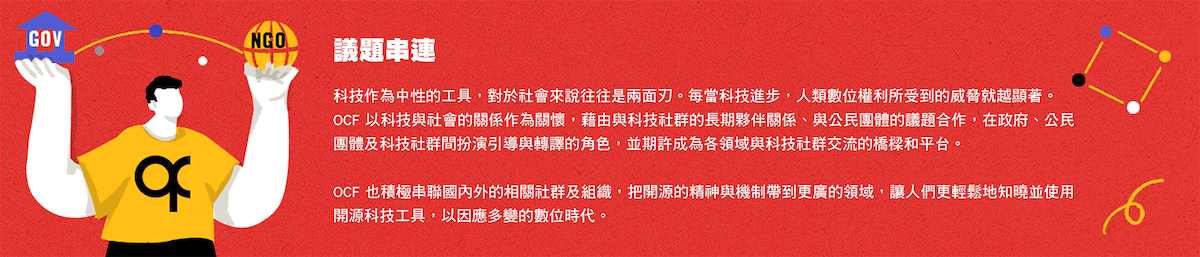 GOV
NGO
議題串連
科技作為中性的工具，對於社會來說往往是兩面刃。每當科技進步，人類數位權利所受到的威脅就越顯著。
OCF 以科技與社會的關係作為關懷，藉由與科技社群的長期夥伴關係、與公民團體的議題合作，在政府、公民
團體及科技社群間扮演引導與轉譯的角色，並期許成為各領域與科技社群交流的橋樑和平台。
OCF 也積極串聯國內外的相關社群及組織，把開源的精神與機制帶到更廣的領域，讓人們更輕鬆地知曉並使用
開源科技工具，以因應多變的數位時代。